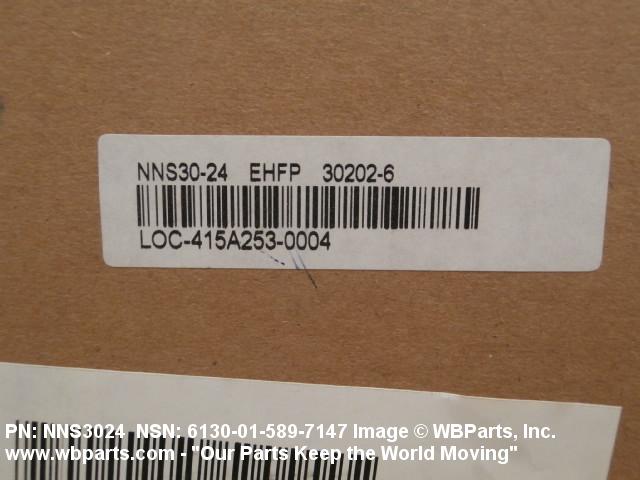 NNS30-24 EHFP 30202-6
LOC-415A253-0004
PN: NNS3024 NSN: 6130-01-589-7147 Image © WBParts, Inc.
www.wbparts.com - "Our Parts Keep the World Moving"